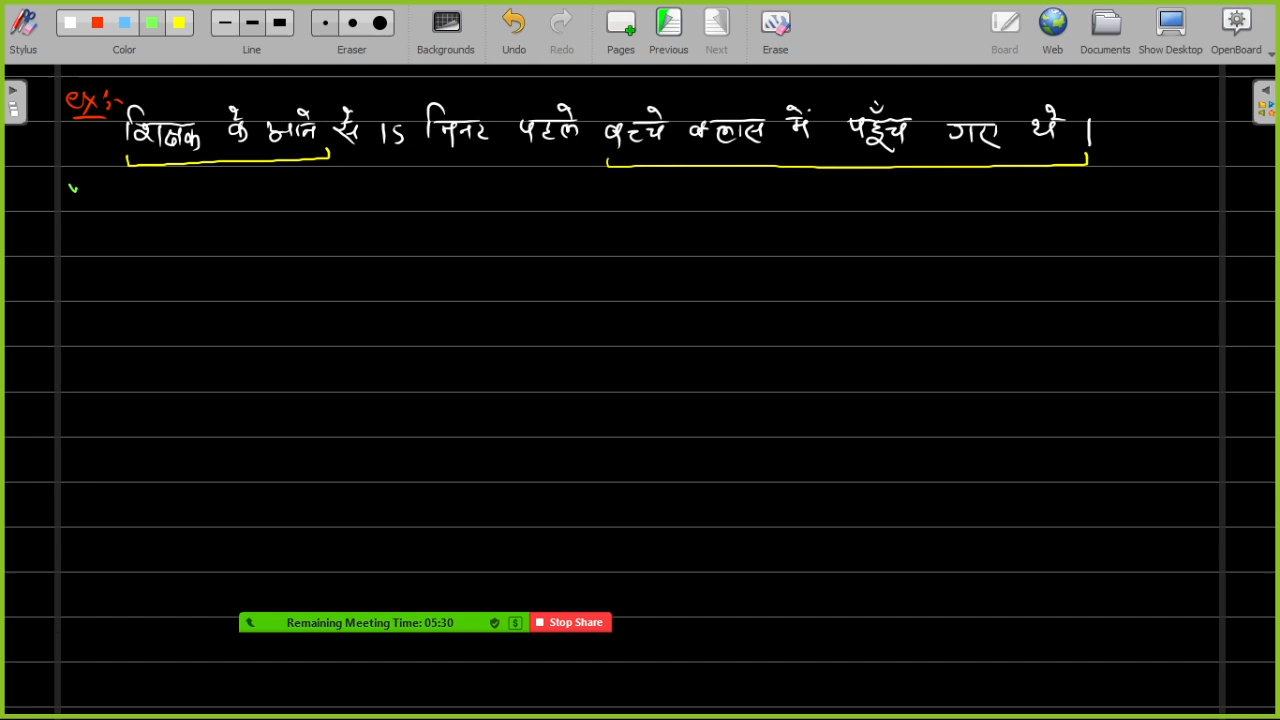 Stylus Color Line Eraser Backgrounds Undo Redo Pages Previous Next Erase Board Web Documents Show Desktop OpenBoard
ex:-
शिक्षक के आने से 15 मिनट पहले बच्चे क्लास में पहुँच गए थे।
Remaining Meeting Time: 05:30 Stop Share